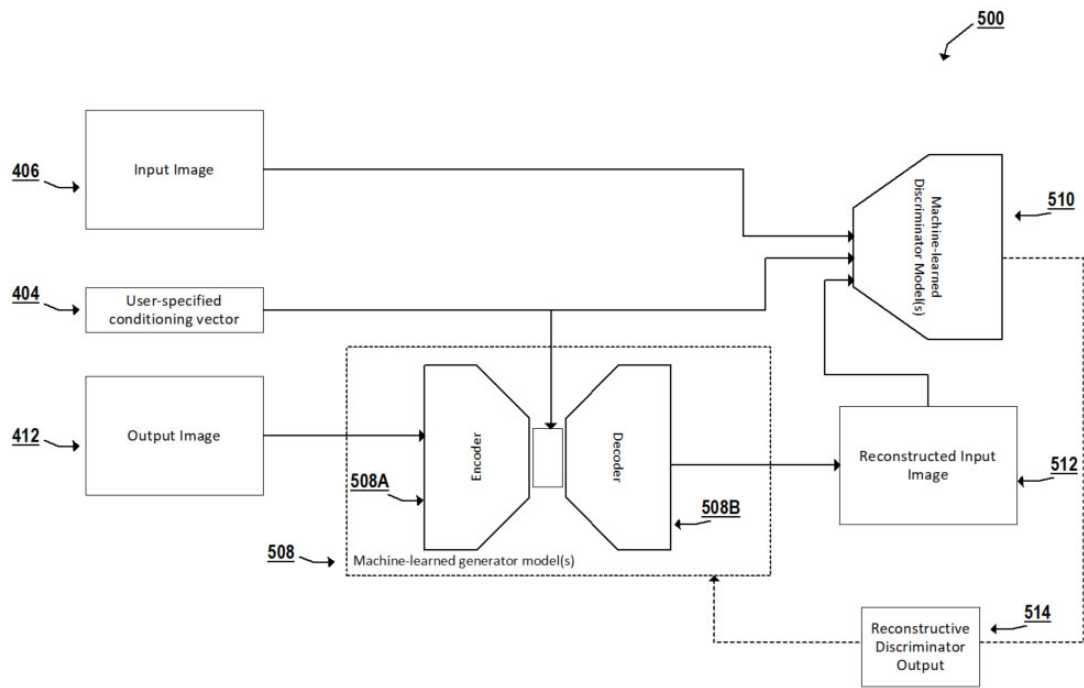 500
406
Input Image
Machine-learned
Discriminator Model(s)
510
404
User-specified
conditioning vector
412
Output Image
Encoder
Decoder
508A
508B
508
Machine-learned generator model(s)
Reconstructed Input
Image
512
Reconstructive
Discriminator
Output
514